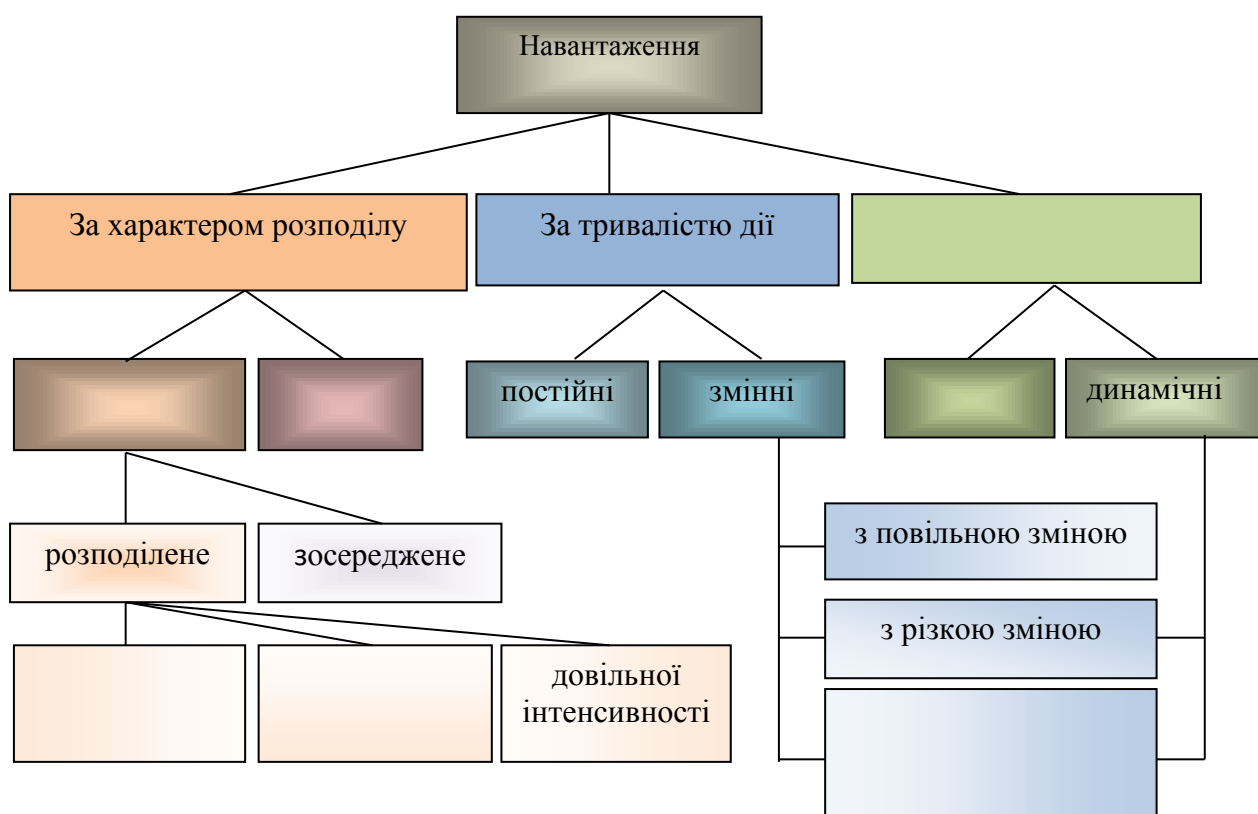 Навантаження
За характером розподілу
За тривалістю дії
постійні
змінні
динамічні
розподілене
зосереджене
з повільною зміною
з різкою зміною
довільної
інтенсивності